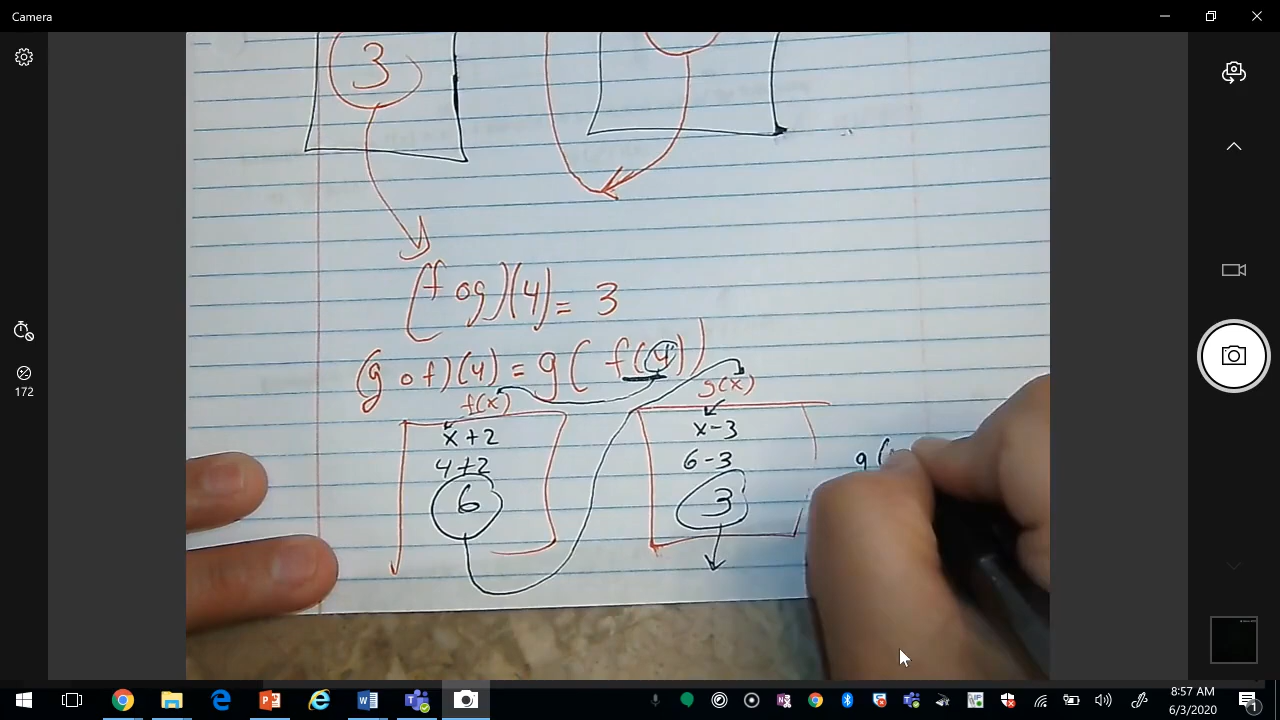 Camera
3
(f o g)(4) = 3
(g o f)(4) = g( f(4))
f(x)
x + 2
4 + 2
6
g(x)
x - 3
6 - 3
3
g(
172
8:57 AM
6/3/2020
1